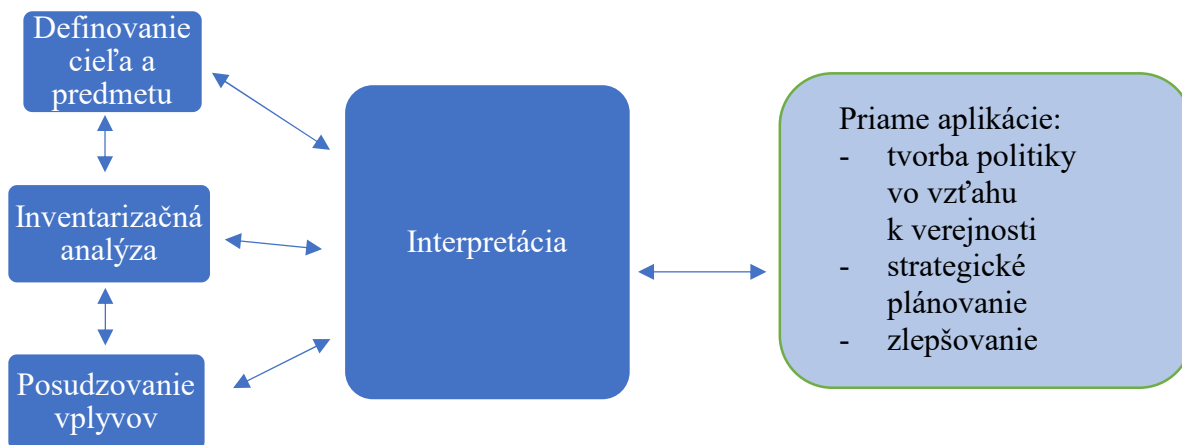 Definovanie
cieľa a
predmetu
Inventarizačná
analýza
Posudzovanie
vplyvov
Interpretácia
Priame aplikácie:
- tvorba politiky
vo vzťahu
k verejnosti
- strategické
plánovanie
- zlepšovanie